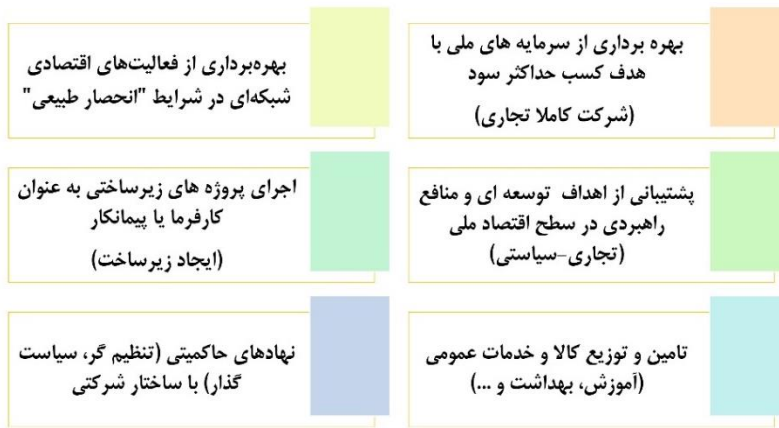 بهره برداری از سرمایه های ملی با
هدف کسب حداکثر سود
(شرکت کاملا تجاری)
بهره‌برداری از فعالیت‌های اقتصادی
شبکه‌ای در شرایط "انحصار طبیعی"
پشتیبانی از اهداف توسعه ای و منافع
راهبردی در سطح اقتصاد ملی
(تجاری-سیاستی)
اجرای پروژه های زیرساختی به عنوان
کارفرما یا پیمانکار
(ایجاد زیرساخت)
تامین و توزیع کالا و خدمات عمومی
(آموزش، بهداشت و ...)
نهادهای حاکمیتی (تنظیم گر، سیاست
گذار) با ساختار شرکتی